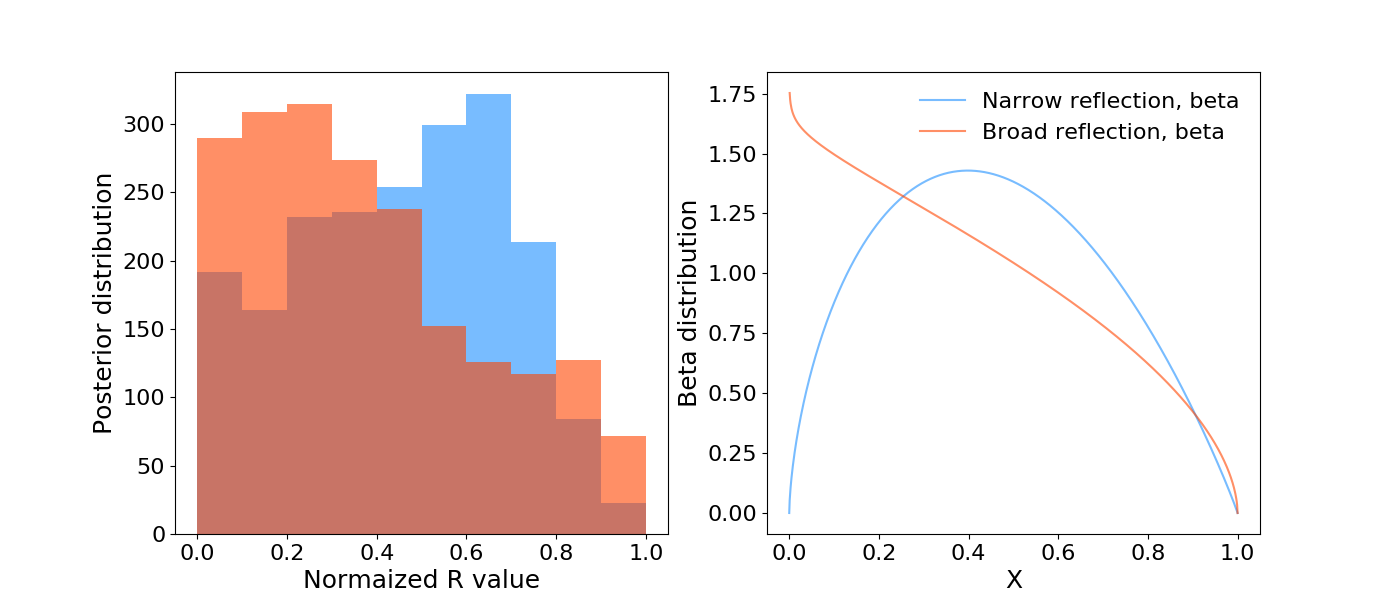 Posterior distribution
300
250
200
150
100
50
0
0.0 0.2 0.4 0.6 0.8 1.0
Normaized R value
Beta distribution
1.75
1.50
1.25
1.00
0.75
0.50
0.25
0.00
Narrow reflection, beta
Broad reflection, beta
0.0 0.2 0.4 0.6 0.8 1.0
X